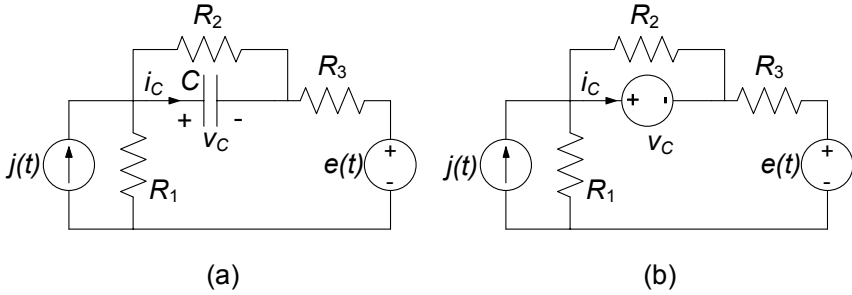 R2
R3
iC
C
+
-
vC
j(t)
R1
e(t)
+
-
(a)
R2
R3
iC
+
-
vC
j(t)
R1
e(t)
+
-
(b)